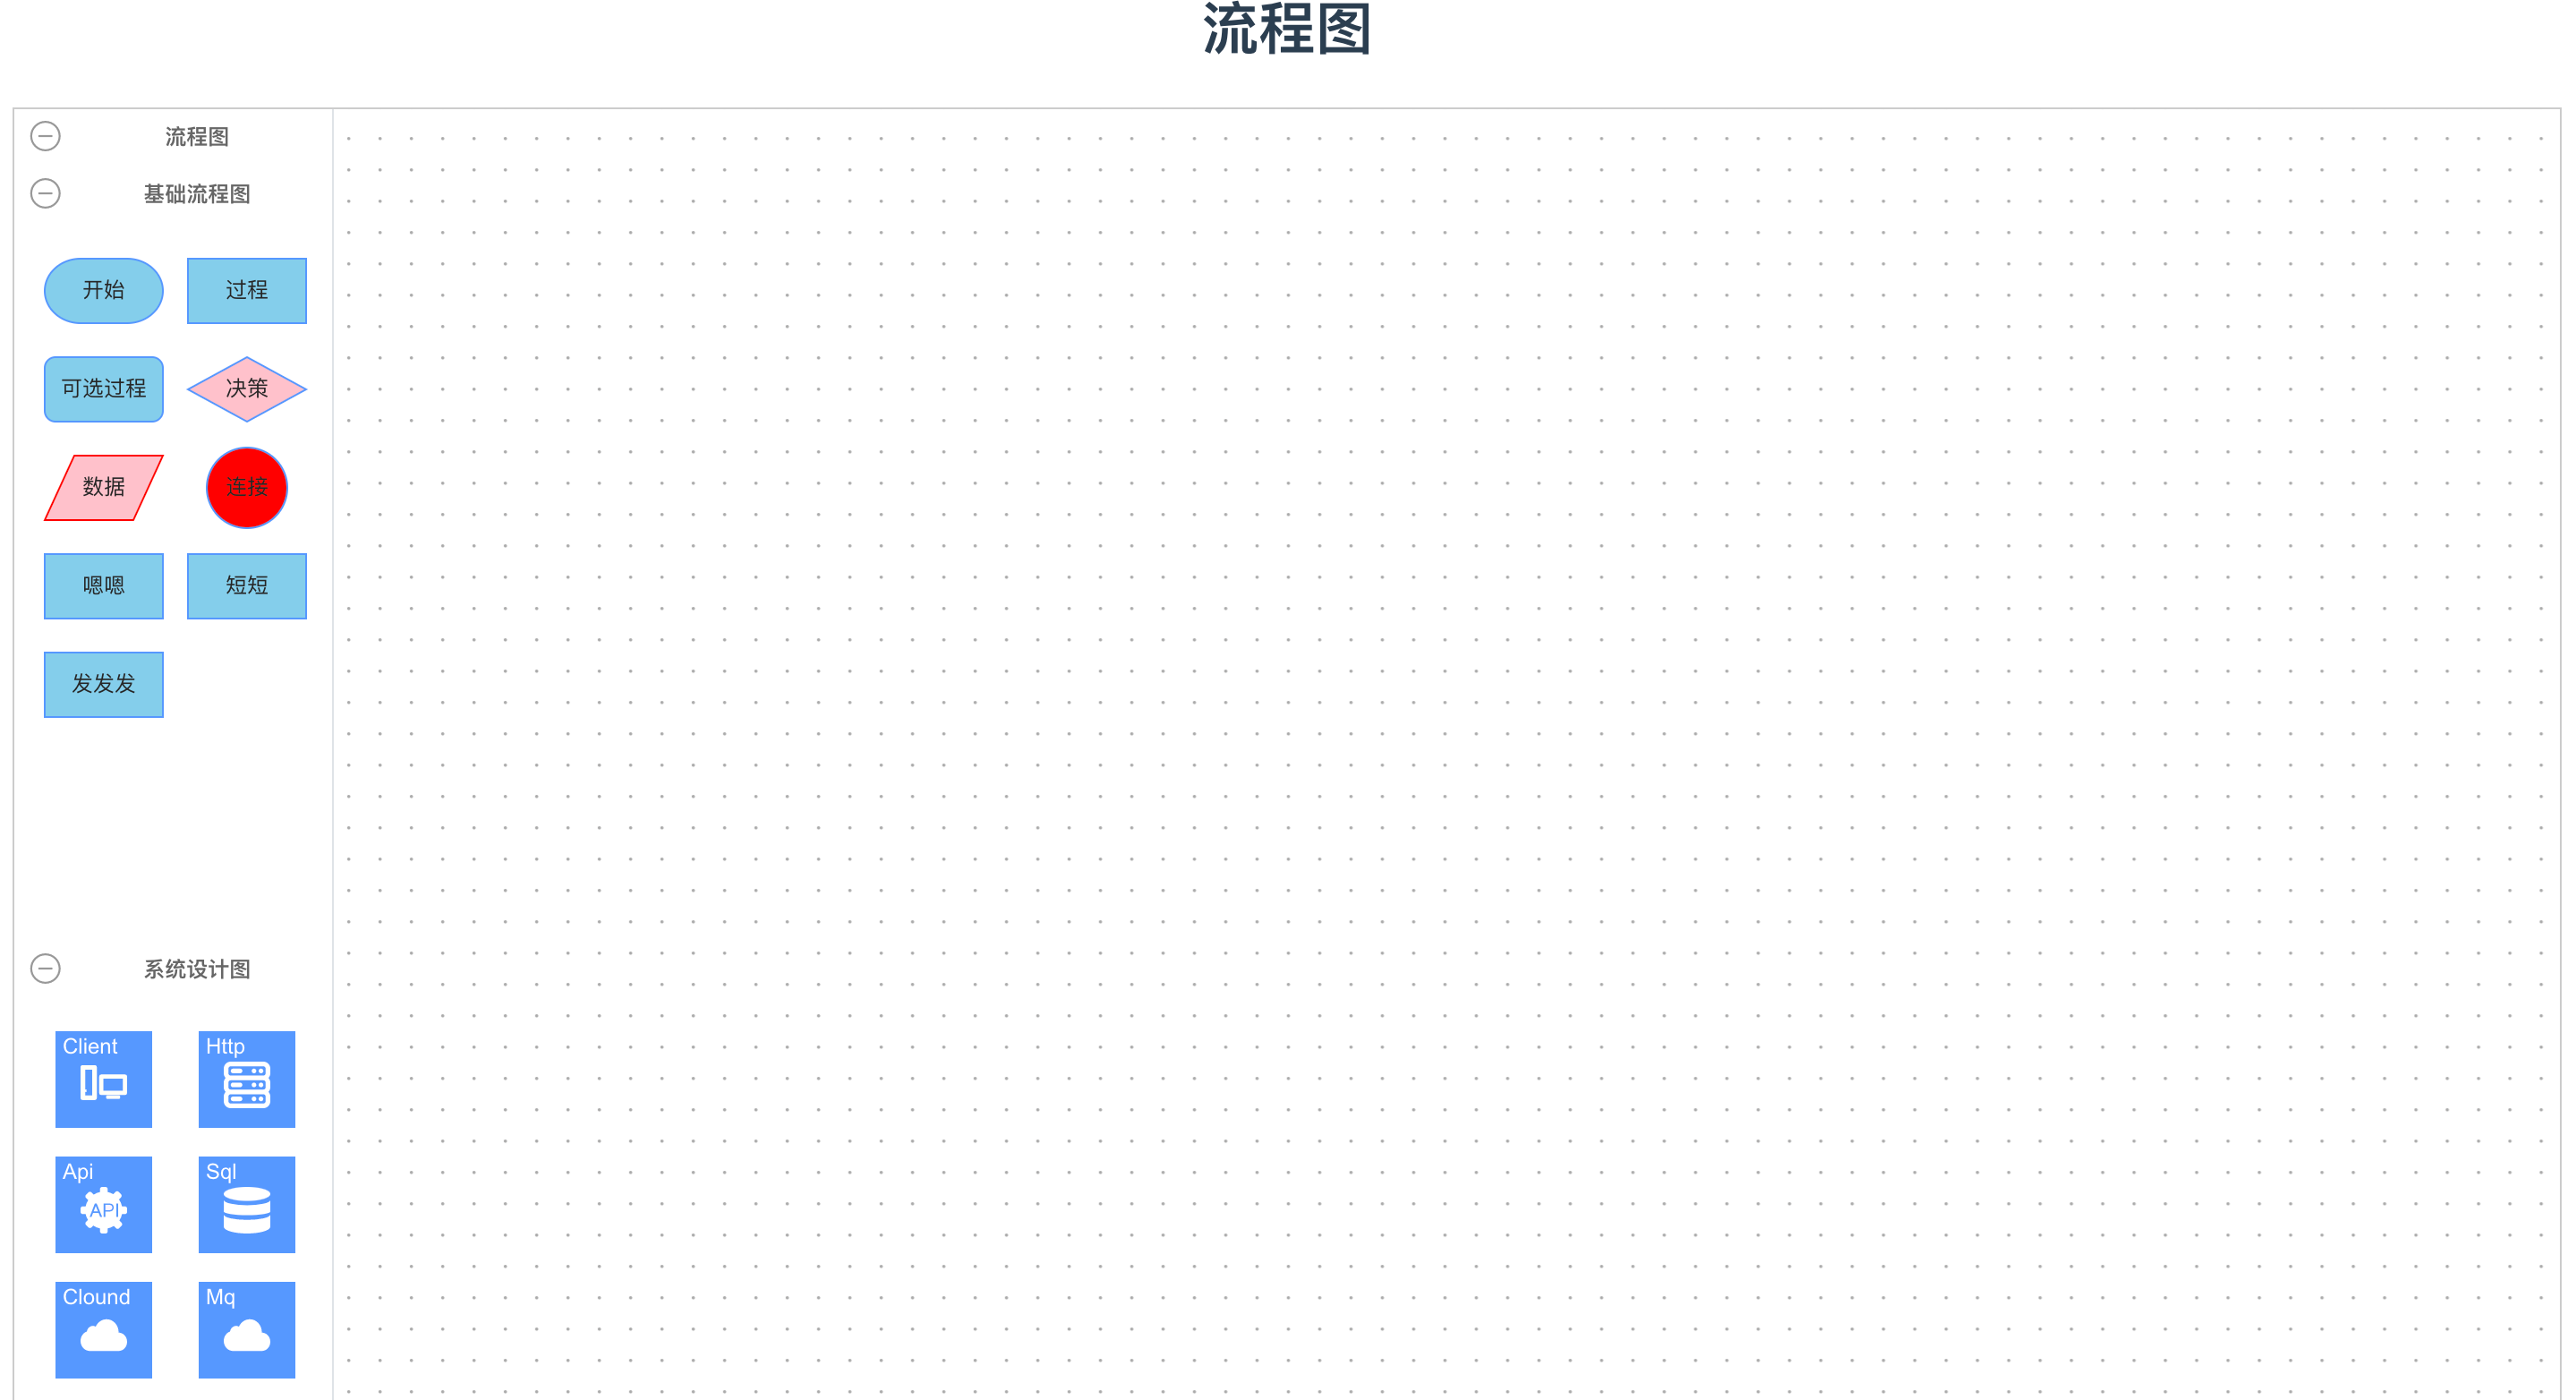 流程图
流程图
基础流程图
开始
过程
可选过程
决策
数据
连接
嗯嗯
短短
发发发
系统设计图
Client
Http
Api
API
Sql
Clound
Mq